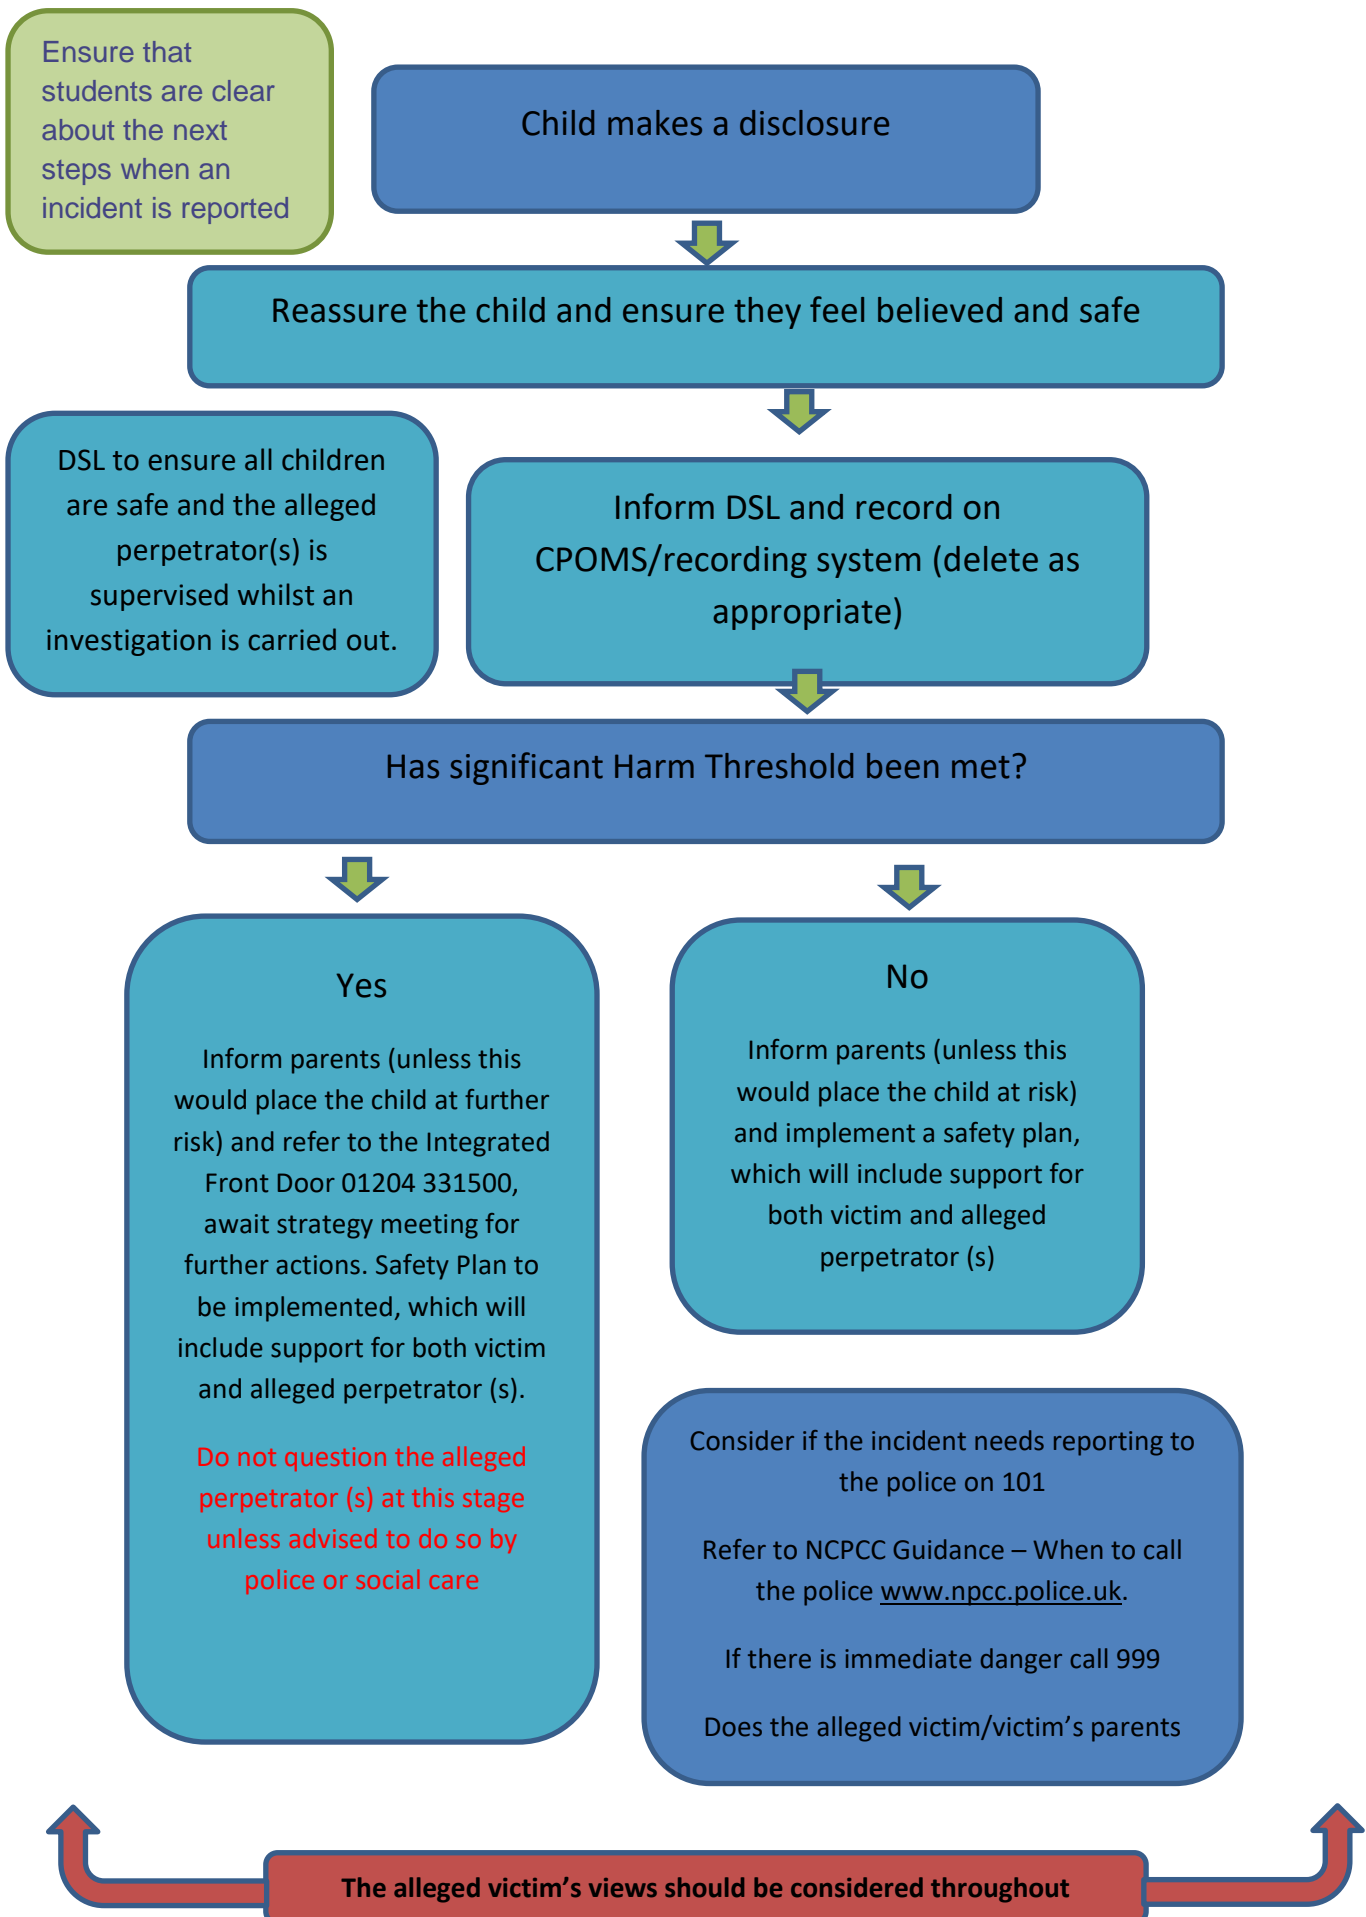 Ensure that
students are clear
about the next
steps when an
incident is reported
Child makes a disclosure
Reassure the child and ensure they feel believed and safe
DSL to ensure all children
are safe and the alleged
perpetrator(s) is
supervised whilst an
investigation is carried out.
Inform DSL and record on
CPOMS/recording system (delete as
appropriate)
Has significant Harm Threshold been met?
Yes
Inform parents (unless this
would place the child at further
risk) and refer to the Integrated
Front Door 01204 331500,
await strategy meeting for
further actions. Safety Plan to
be implemented, which will
include support for both victim
and alleged perpetrator (s).
Do not question the alleged
perpetrator (s) at this stage
unless advised to do so by
police or social care
No
Inform parents (unless this
would place the child at risk)
and implement a safety plan,
which will include support for
both victim and alleged
perpetrator (s)
Consider if the incident needs reporting to
the police on 101
Refer to NCPCC Guidance – When to call
the police www.npcc.police.uk.
If there is immediate danger call 999
Does the alleged victim/victim’s parents
The alleged victim’s views should be considered throughout